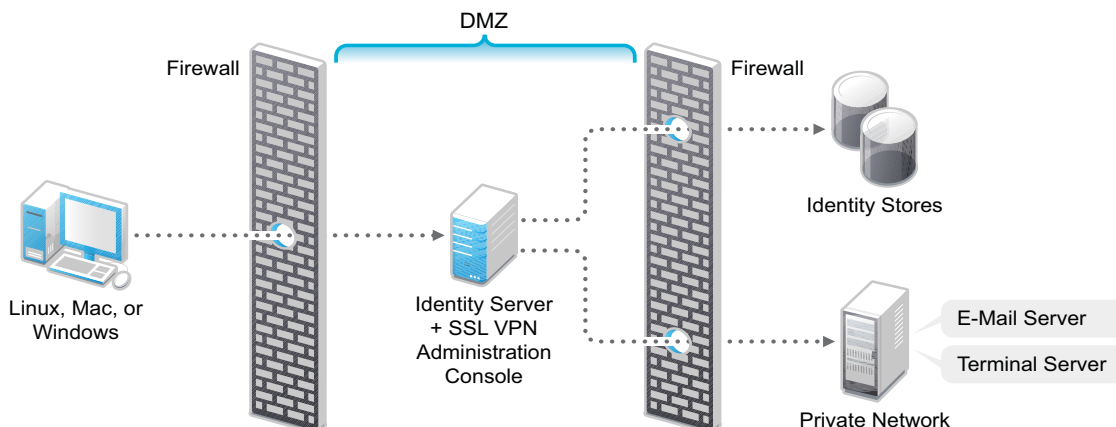 DMZ
Firewall
Firewall
Identity Stores
Linux, Mac, or
Windows
Identity Server
+ SSL VPN
Administration
Console
E-Mail Server
Terminal Server
Private Network